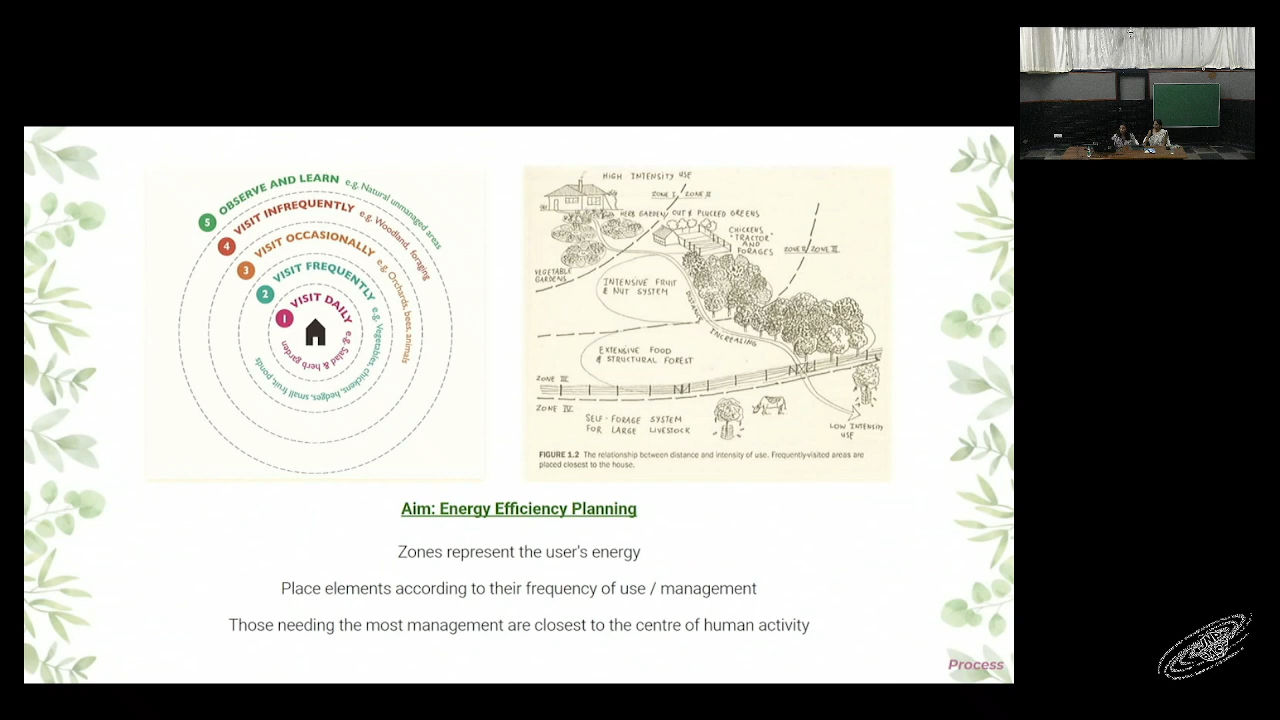 5 OBSERVE AND LEARN e.g. Natural unmanaged areas
4 VISIT INFREQUENTLY e.g. Woodland, foraging
3 VISIT OCCASIONALLY e.g. Orchards, bees, animals
2 VISIT FREQUENTLY e.g. Vegetables, chickens, hedges, small fruit, ponds
1 VISIT DAILY e.g. Salad & herb garden
HIGH INTENSITY USE
ZONE I ZONE II
HERB GARDEN CUT & PLUCKED GREENS
CHICKENS
"TRACTOR"
AND
FORAGES
ZONE II ZONE III
VEGETABLE
GARDENS
INTENSIVE FRUIT
& NUT SYSTEM
DISTANCE INCREASING
EXTENSIVE FOOD
& STRUCTURAL FOREST
ZONE III
ZONE IV
SELF-FORAGE SYSTEM
FOR LARGE LIVESTOCK
LOW INTENSITY
USE
FIGURE 1.2 The relationship between distance and intensity of use. Frequently-visited areas are
placed closest to the house.
Aim: Energy Efficiency Planning
Zones represent the user's energy
Place elements according to their frequency of use / management
Those needing the most management are closest to the centre of human activity
Process